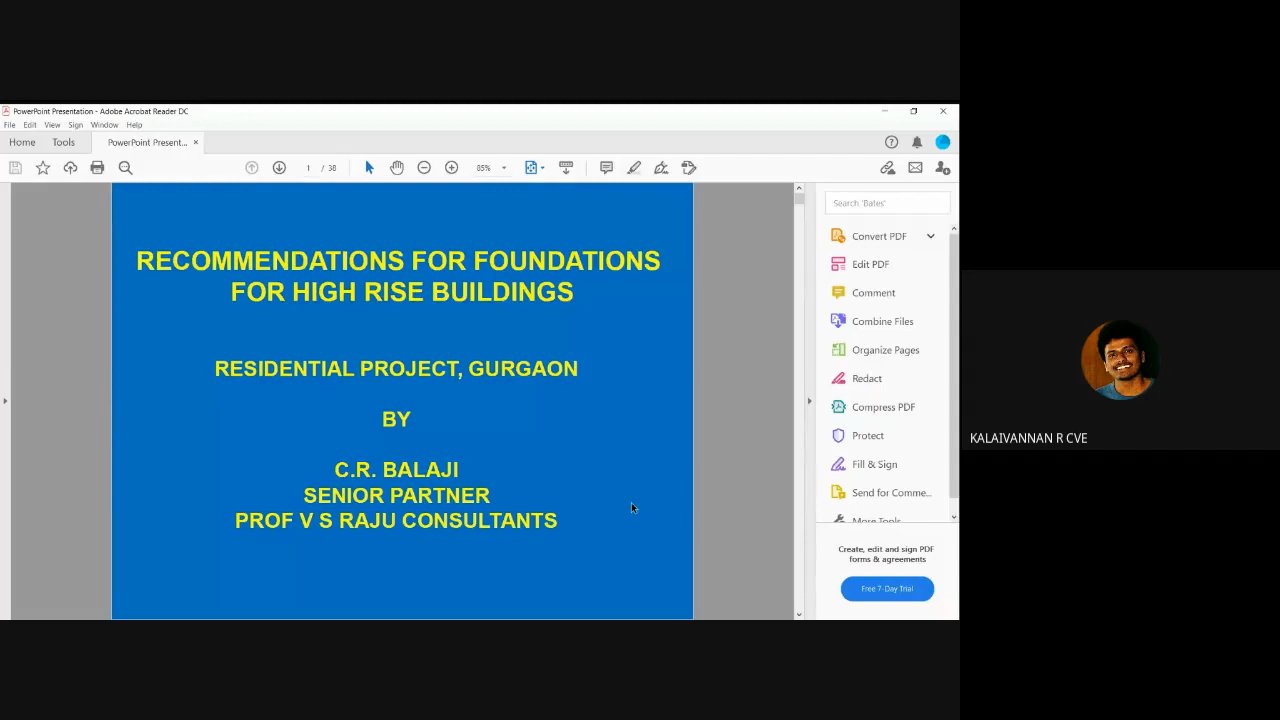 PowerPoint Presentation - Adobe Acrobat Reader DC
File Edit View Sign Window Help
Home Tools PowerPoint Present... ×
1 / 38 85%
RECOMMENDATIONS FOR FOUNDATIONS
FOR HIGH RISE BUILDINGS
RESIDENTIAL PROJECT, GURGAON
BY
C.R. BALAJI
SENIOR PARTNER
PROF V S RAJU CONSULTANTS
Search 'Bates'
Convert PDF
Edit PDF
Comment
Combine Files
Organize Pages
Redact
Compress PDF
Protect
Fill & Sign
Send for Comme...
More Tools
Create, edit and sign PDF
forms & agreements
Free 7-Day Trial
KALAIVANNAN R CVE